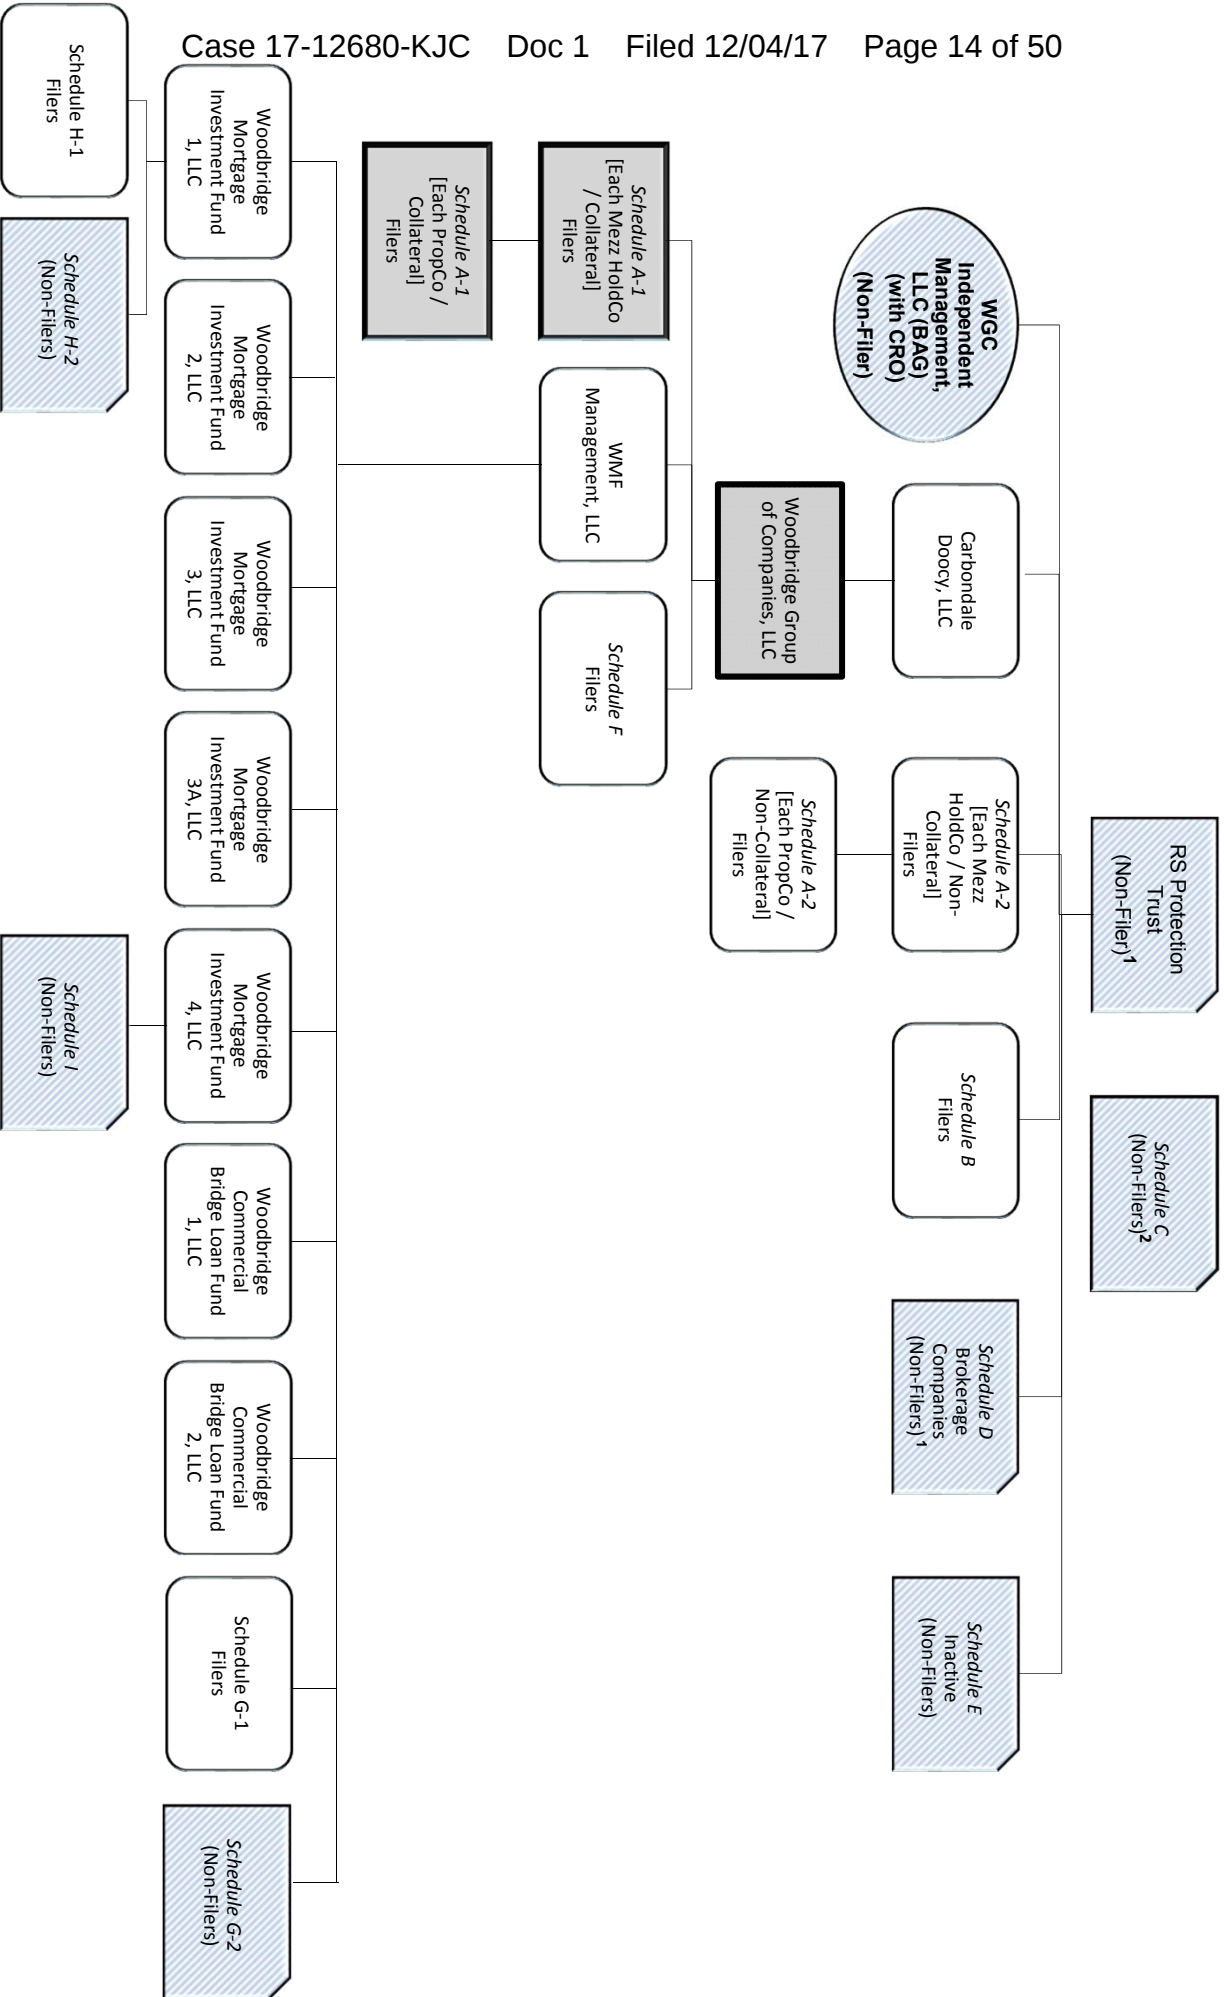 Case 17-12680-KJC Doc 1 Filed 12/04/17 Page 14 of 50
RS Protection
Trust
(Non-Filer)¹
Schedule C
(Non-Filers)²
WGC
Independent
Management,
LLC (BAG)
(with CRO)
(Non-Filer)
Carbondale
Doocy, LLC
Schedule A-2
[Each Mezz
HoldCo / Non-
Collateral]
Filers
Schedule B
Filers
Schedule D
Brokerage
Companies
(Non-Filers) ¹
Schedule E
Inactive
(Non-Filers)
Woodbridge Group
of Companies, LLC
Schedule A-2
[Each PropCo /
Non-Collateral]
Filers
Schedule A-1
[Each Mezz HoldCo
/ Collateral]
Filers
WMF
Management, LLC
Schedule F
Filers
Schedule A-1
[Each PropCo /
Collateral]
Filers
Woodbridge
Mortgage
Investment Fund
1, LLC
Woodbridge
Mortgage
Investment Fund
2, LLC
Woodbridge
Mortgage
Investment Fund
3, LLC
Woodbridge
Mortgage
Investment Fund
3A, LLC
Woodbridge
Mortgage
Investment Fund
4, LLC
Woodbridge
Commercial
Bridge Loan Fund
1, LLC
Woodbridge
Commercial
Bridge Loan Fund
2, LLC
Schedule G-1
Filers
Schedule G-2
(Non-Filers)
Schedule H-1
Filers
Schedule H-2
(Non-Filers)
Schedule I
(Non-Filers)